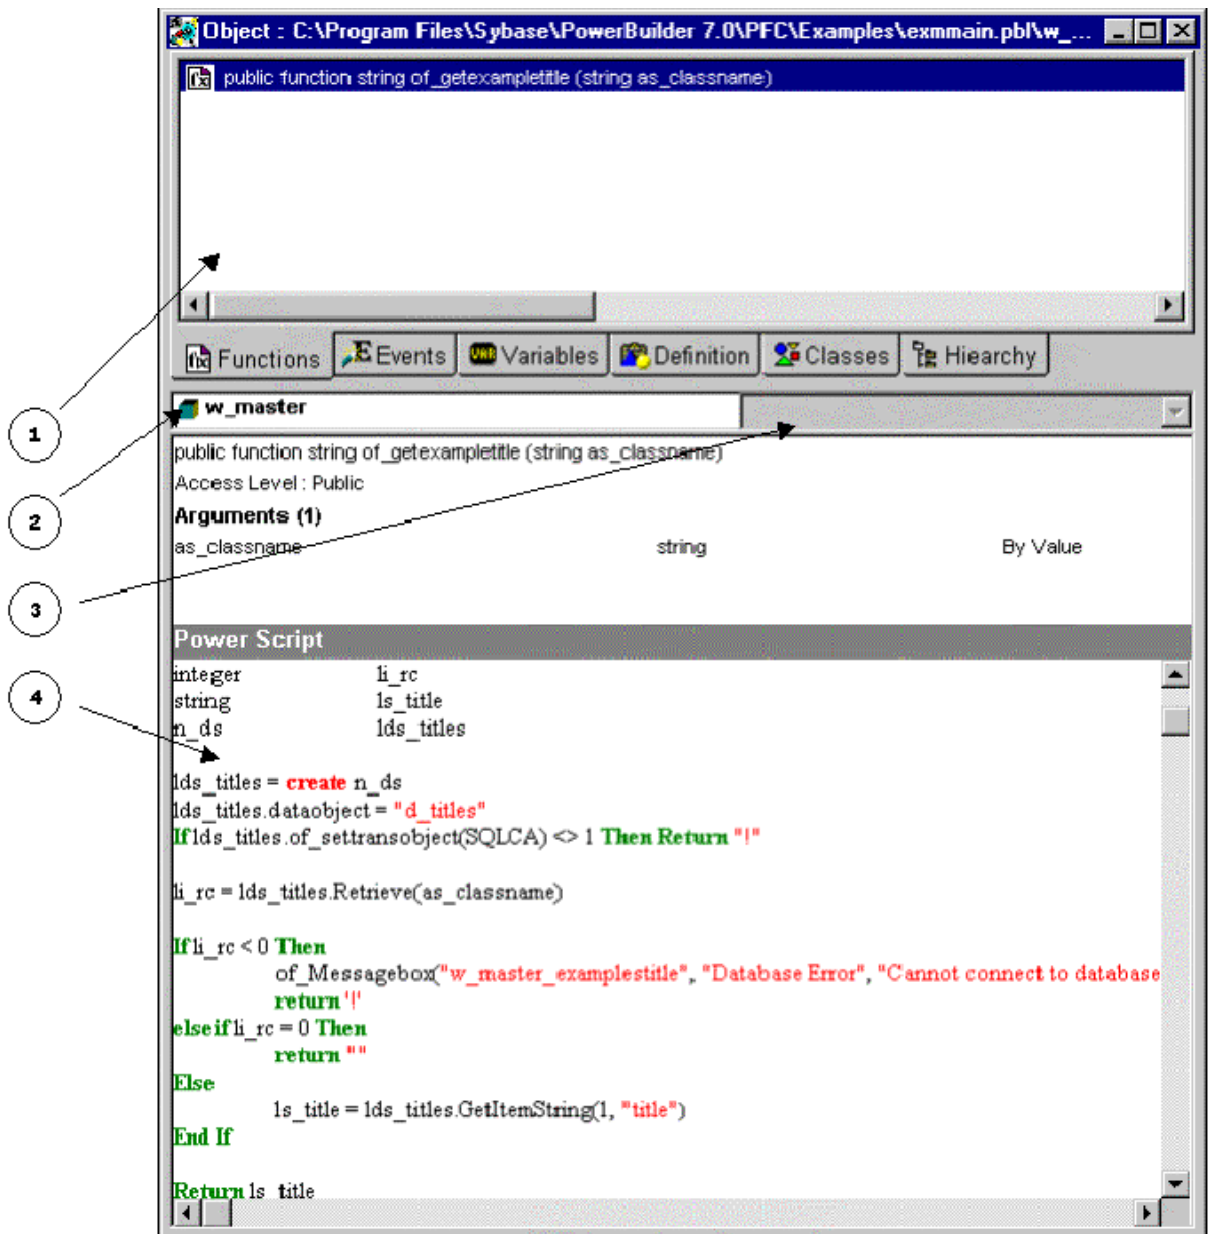 Object : C:\Program Files\Sybase\PowerBuilder 7.0\PFC\Examples\exmmain.pbl\w_...
public function string of_getexampletitle (string as_classname)
Functions Events Variables Definition Classes Hiearchy
w_master
public function string of_getexampletitle (string as_classname)
Access Level : Public
Arguments (1)
as_classname string By Value
1
2
3
4
Power Script
integer li_rc
string ls_title
n_ds lds_titles
lds_titles = create n_ds
lds_titles.dataobject = "d_titles"
If lds_titles.of_settransobject(SQLCA) <> 1 Then Return "!"
li_rc = lds_titles.Retrieve(as_classname)
If li_rc < 0 Then
of_Messagebox("w_master_examplestitle", "Database Error", "Cannot connect to database
return '!'
elseif li_rc = 0 Then
return ""
Else
ls_title = lds_titles.GetItemString(1, "title")
End If
Return ls_title